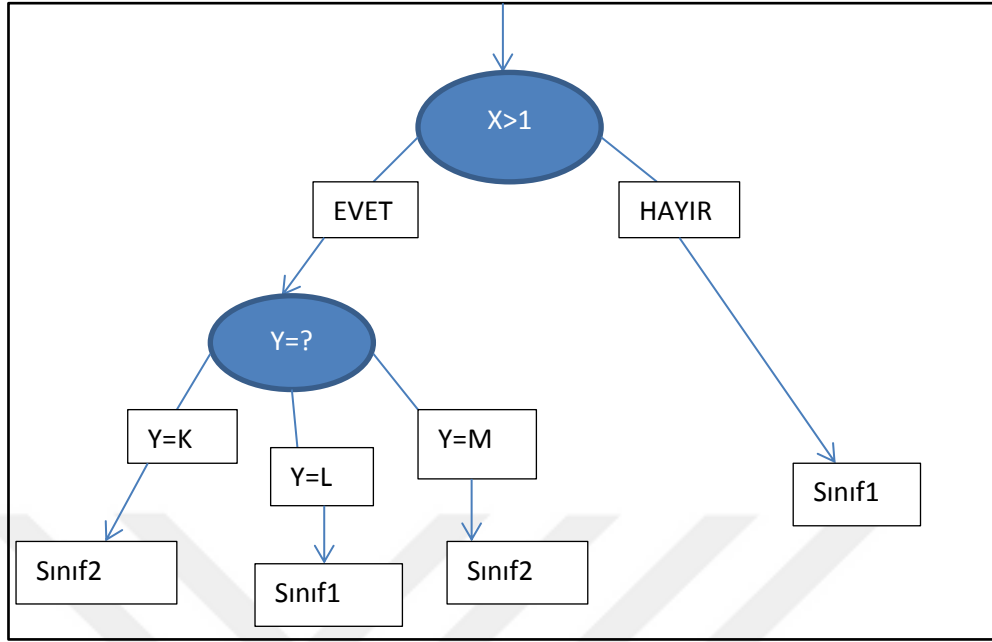 X>1
EVET
HAYIR
Y=?
Y=K
Y=M
Y=L
Sınıf1
Sınıf2
Sınıf1
Sınıf2